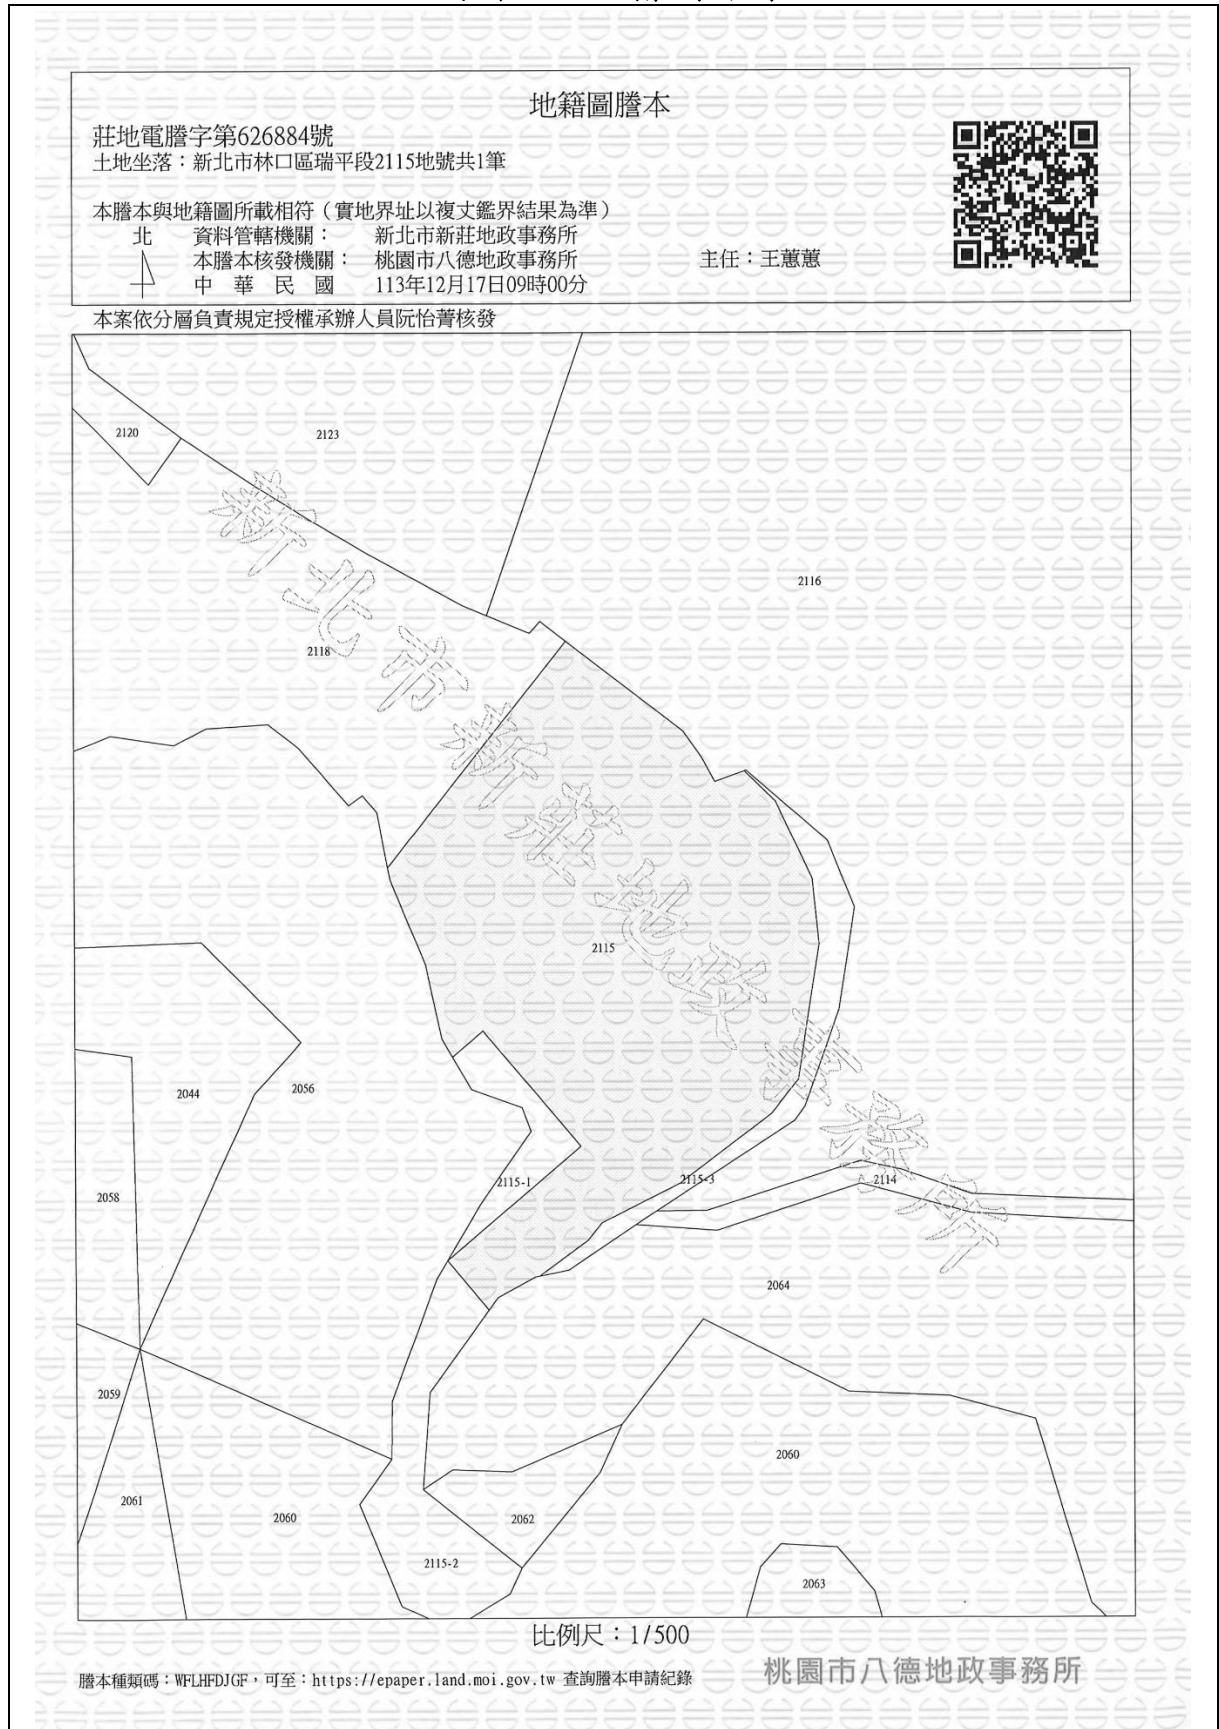 地籍圖謄本
莊地電謄字第626884號
土地坐落：新北市林口區瑞平段2115地號共1筆
本謄本與地籍圖所載相符（實地界址以複丈鑑界結果為準）
北 資料管轄機關： 新北市新莊地政事務所
本謄本核發機關： 桃園市八德地政事務所 主任：王蕙蕙
中 華 民 國 113年12月17日09時00分
本案依分層負責規定授權承辦人員阮怡菁核發
2120
2123
2116
2118
2115
2044
2056
2058
2115-1
2115-3
2114
2064
2059
2060
2061
2060
2062
2115-2
2063
新北市新莊地政事務所
比例尺：1/500
謄本種類碼：WFLHFDJGF，可至：https://epaper.land.moi.gov.tw 查詢謄本申請紀錄
桃園市八德地政事務所